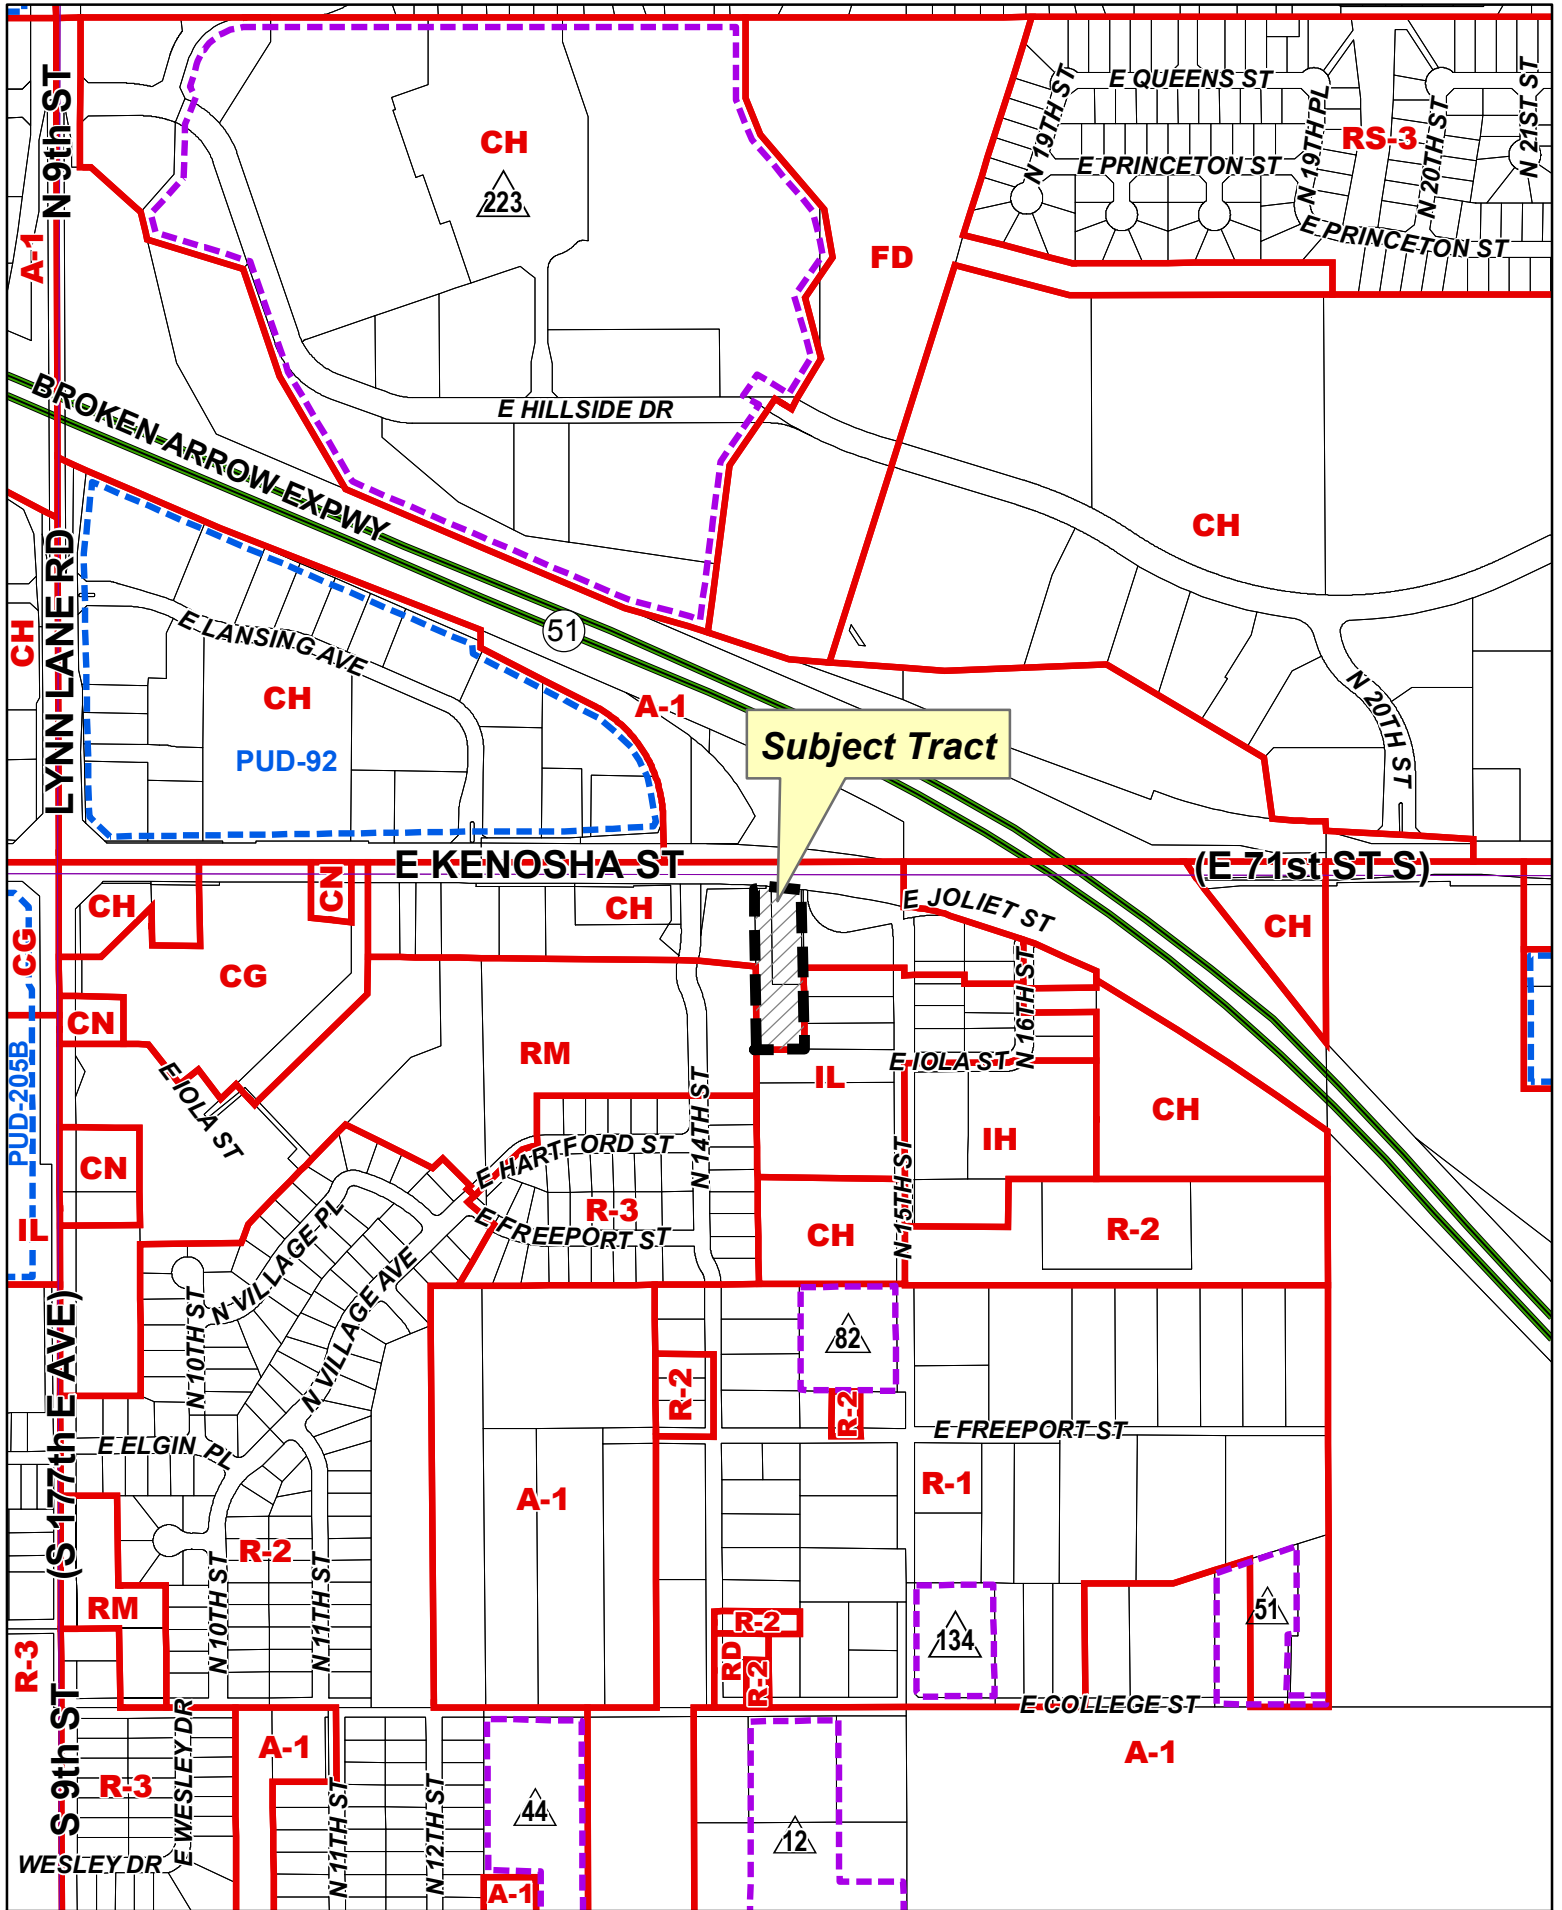 N 9th ST
A-1
CH
223
FD
E QUEENS ST
N 19TH ST
N 19TH PL
RS-3
N 20TH ST
N 21ST ST
E PRINCETON ST
E PRINCETON ST
E HILLSIDE DR
BROKEN ARROW EXPWY
CH
LYNN LANE RD
CH
E LANSING AVE
51
CH
PUD-92
A-1
Subject Tract
N 20TH ST
E KENOSHA ST
(E 71st ST S)
CH
CN
CH
E JOLIET ST
CH
CG
CG
CN
N 16TH ST
RM
E IOLA ST
IL
E IOLA ST
CH
PUD-205B
CN
N 14TH ST
E HARTFORD ST
IH
N 15TH ST
IL
N VILLAGE PL
R-3
E FREEPORT ST
CH
R-2
N VILLAGE AVE
N 10TH ST
82
R-2
R-2
E FREEPORT ST
(S 177th E AVE)
E ELGIN PL
A-1
R-1
R-2
N 10TH ST
N 11TH ST
RM
R-3
R-2
RD
R-2
134
51
E COLLEGE ST
S 9th ST
E WESLEY DR
A-1
A-1
R-3
N 11TH ST
N 12TH ST
44
12
WESLEY DR
A-1